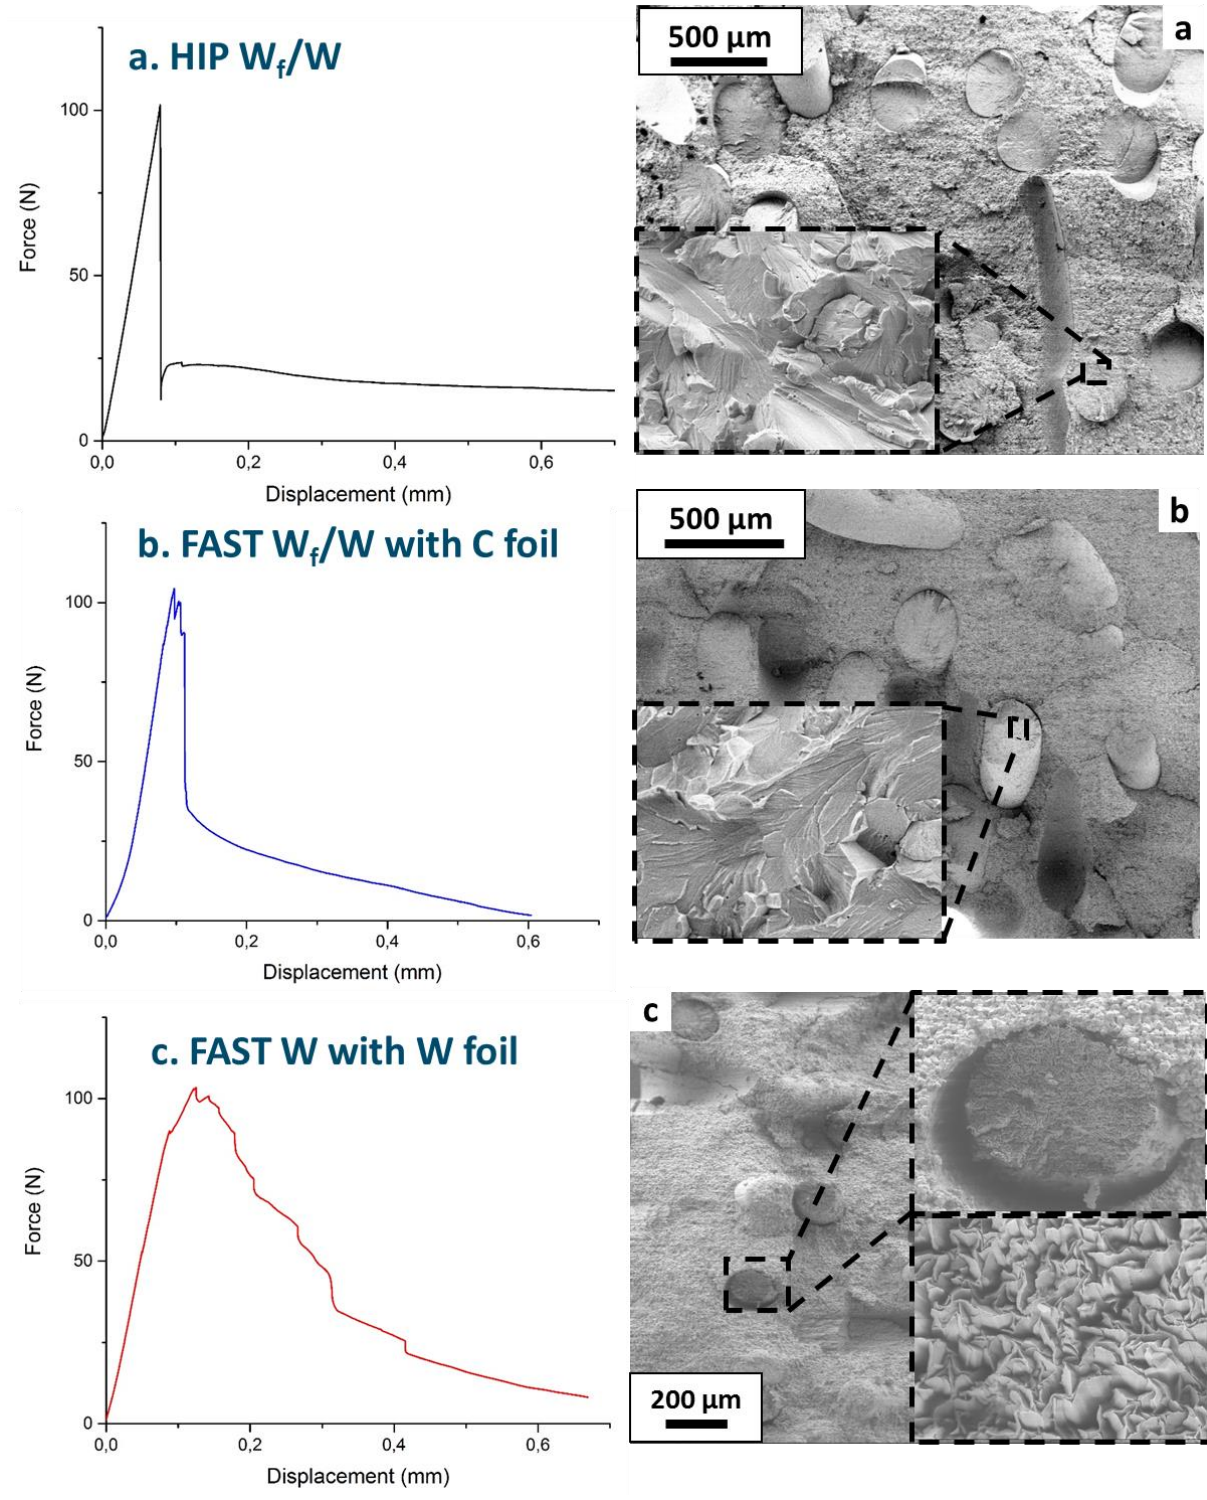 a. HIP Wf/W
100
50
0
Force (N)
0,0 0,2 0,4 0,6
Displacement (mm)
500 µm
a
b. FAST Wf/W with C foil
100
50
0
Force (N)
0,0 0,2 0,4 0,6
Displacement (mm)
500 µm
b
c. FAST W with W foil
100
50
0
Force (N)
0,0 0,2 0,4 0,6
Displacement (mm)
c
200 µm